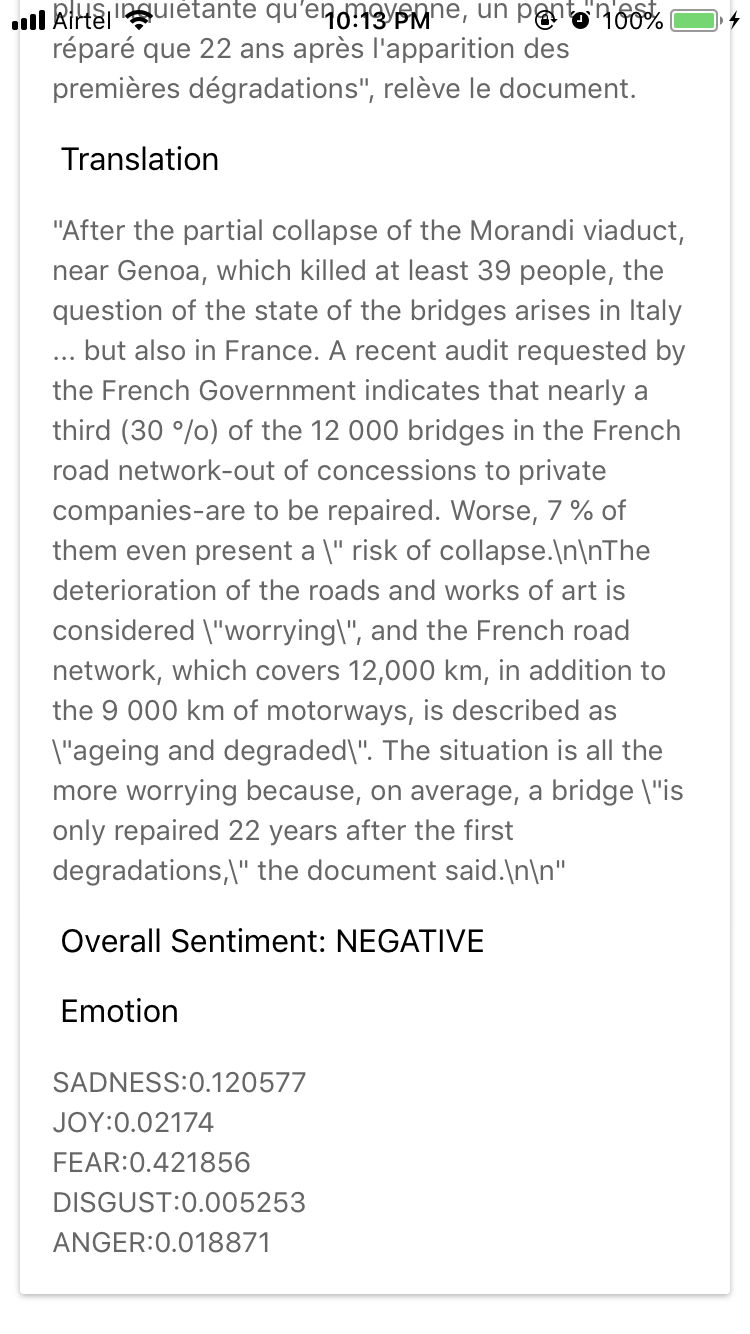 plus inquiétante qu'en moyenne, un pont "n'est
Airtel 10:13 PM 100%
réparé que 22 ans après l'apparition des
premières dégradations", relève le document.
Translation
"After the partial collapse of the Morandi viaduct,
near Genoa, which killed at least 39 people, the
question of the state of the bridges arises in Italy
... but also in France. A recent audit requested by
the French Government indicates that nearly a
third (30 °/o) of the 12 000 bridges in the French
road network-out of concessions to private
companies-are to be repaired. Worse, 7 % of
them even present a \" risk of collapse.\n\nThe
deterioration of the roads and works of art is
considered \"worrying\", and the French road
network, which covers 12,000 km, in addition to
the 9 000 km of motorways, is described as
\"ageing and degraded\". The situation is all the
more worrying because, on average, a bridge \"is
only repaired 22 years after the first
degradations,\" the document said.\n\n"
Overall Sentiment: NEGATIVE
Emotion
SADNESS:0.120577
JOY:0.02174
FEAR:0.421856
DISGUST:0.005253
ANGER:0.018871